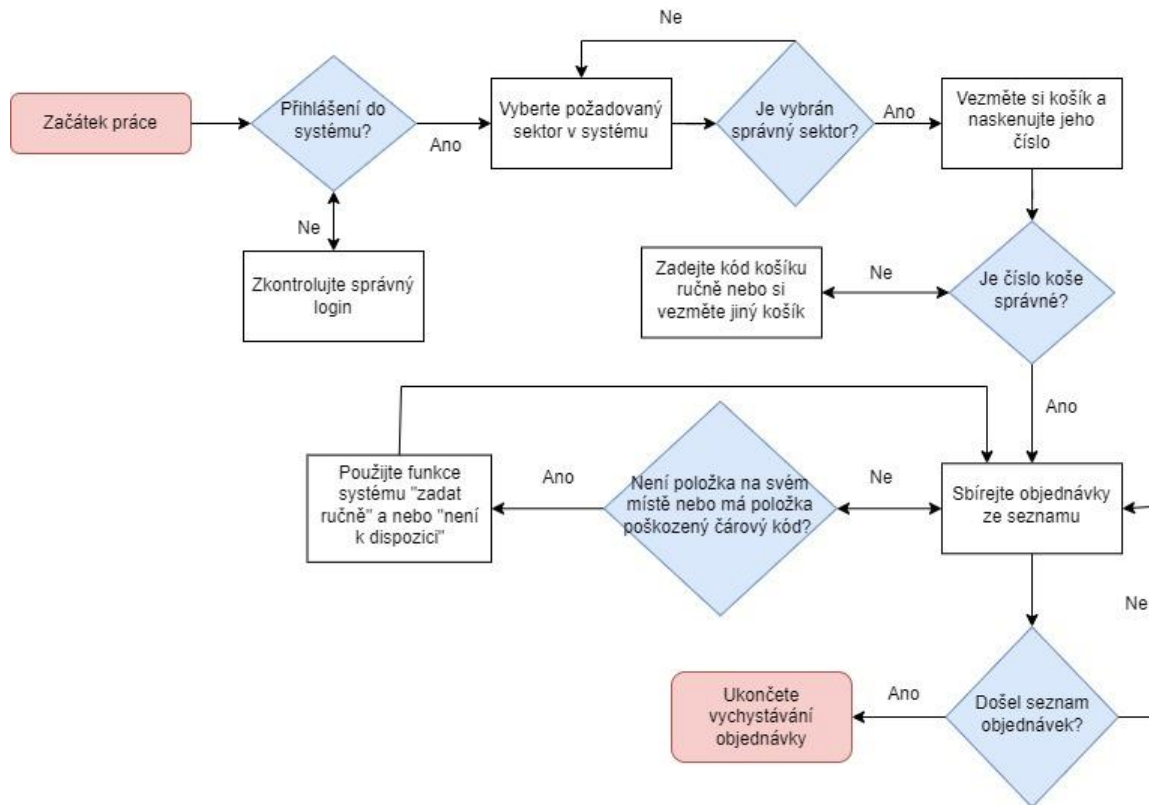 Ne
Začátek práce
Přihlášení do
systému?
Ano
Vyberte požadovaný
sektor v systému
Je vybrán
správný sektor?
Ano
Vezměte si košík a
naskenujte jeho
číslo
Ne
Zkontrolujte správný
login
Zadejte kód košíku
ručně nebo si
vezměte jiný košík
Ne
Je číslo koše
správné?
Ano
Použijte funkce
systému "zadat
ručně" a nebo "není
k dispozici"
Ano
Není položka na svém
místě nebo má položka
poškozený čárový kód?
Ne
Sbírejte objednávky
ze seznamu
Ne
Ukončete
vychystávání
objednávky
Ano
Došel seznam
objednávek?